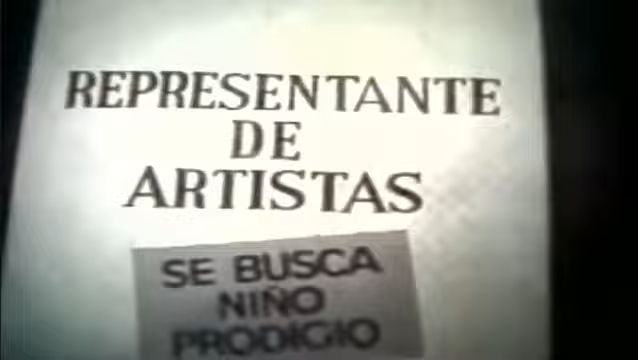 REPRESENTANTE
DE
ARTISTAS
SE BUSCA
NIÑO
PRODIGIO